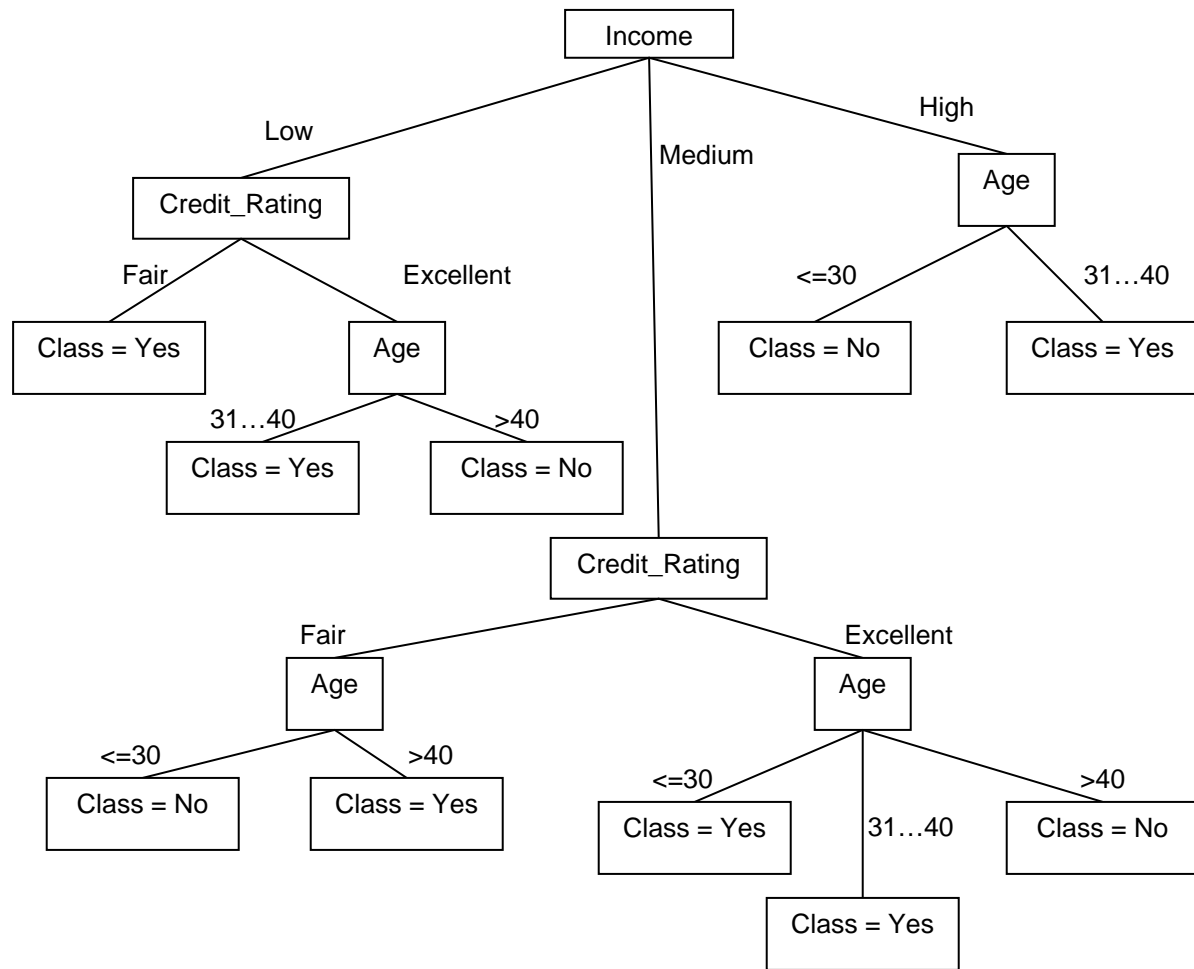 Income
Low
Medium
High
Credit_Rating
Age
Fair
Excellent
<=30
31…40
Class = Yes
Age
Class = No
Class = Yes
31…40
>40
Class = Yes
Class = No
Credit_Rating
Fair
Excellent
Age
Age
<=30
>40
<=30
31…40
>40
Class = No
Class = Yes
Class = Yes
Class = No
Class = Yes